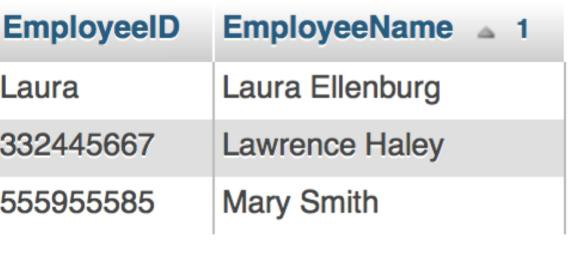 EmployeeID EmployeeName 1
Laura Laura Ellenburg
332445667 Lawrence Haley
555955585 Mary Smith